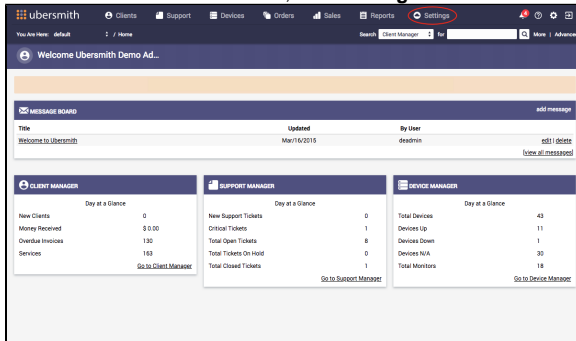 ubersmith Clients Support Devices Orders Sales Reports Settings 4
You Are Here: default / Home Search Client Manager for More | Advance
Welcome Ubersmith Demo Ad...
MESSAGE BOARD add message
Title Updated By User
Welcome to Ubersmith Mar/16/2015 deadmin edit | delete
[view all messages]
CLIENT MANAGER SUPPORT MANAGER DEVICE MANAGER
Day at a Glance Day at a Glance Day at a Glance
New Clients 0 New Support Tickets 0 Total Devices 43
Money Received $ 0.00 Critical Tickets 1 Devices Up 11
Overdue Invoices 130 Total Open Tickets 8 Devices Down 1
Services 163 Total Tickets On Hold 0 Devices N/A 30
Go to Client Manager Total Closed Tickets 1 Total Monitors 18
Go to Support Manager Go to Device Manager